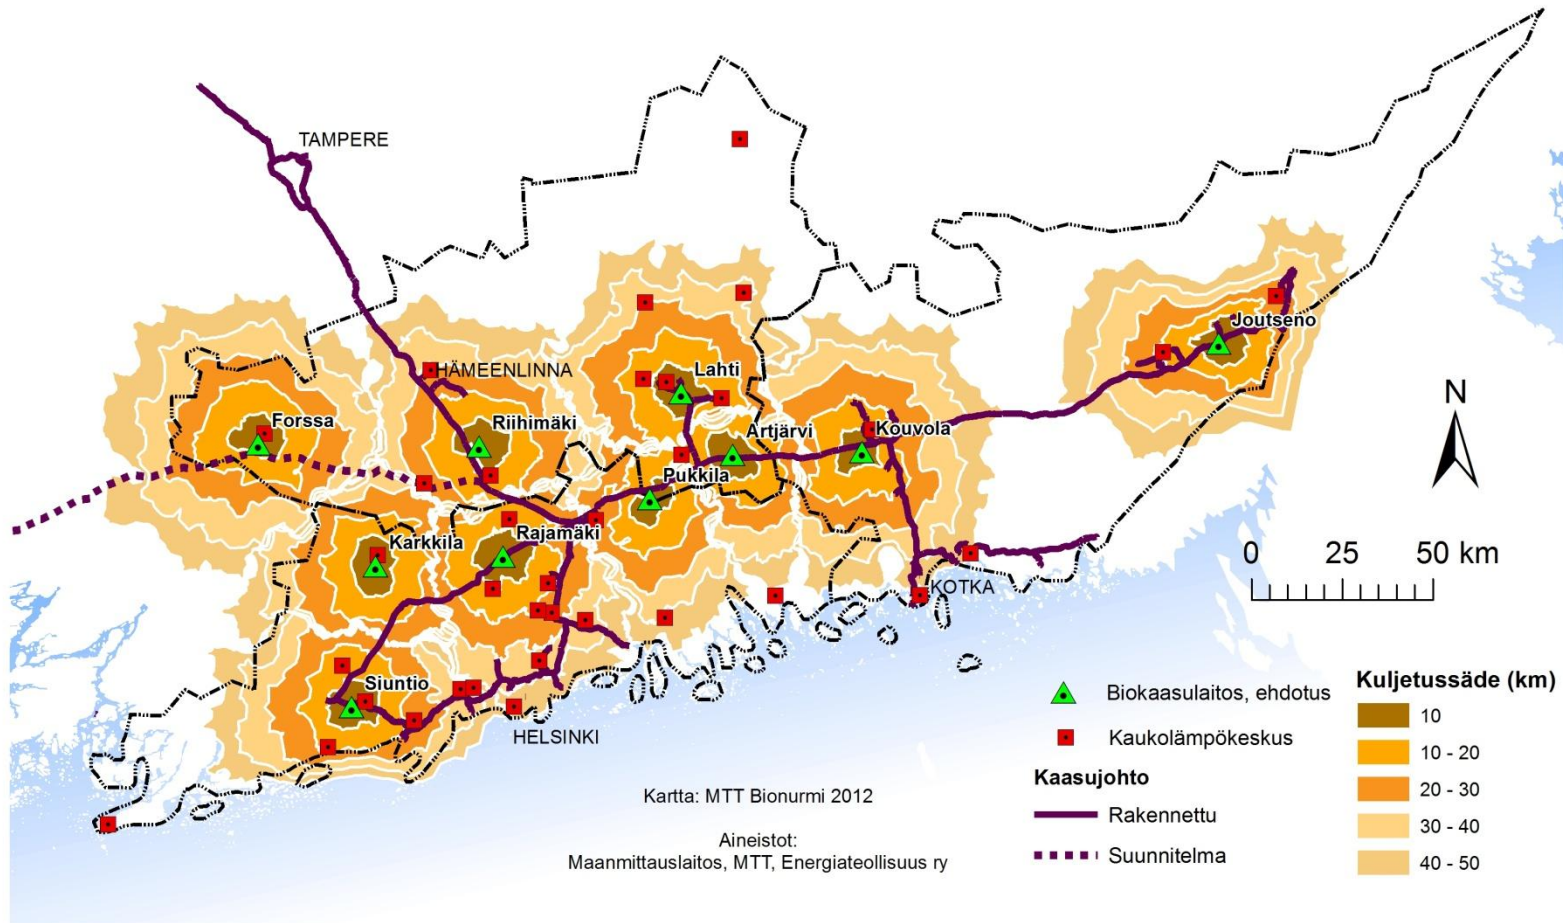 TAMPERE
HÄMEENLINNA
Forssa
Riihimäki
Lahti
Artjärvi
Kouvola
Joutseno
Pukkila
Karkkila
Rajamäki
Siuntio
HELSINKI
KOTKA
N
0 25 50 km
Biokaasulaitos, ehdotus
Kaukolämpökeskus
Kaasujohto
Rakennettu
Suunnitelma
Kuljetussäde (km)
10
10 - 20
20 - 30
30 - 40
40 - 50
Kartta: MTT Bionurmi 2012
Aineistot:
Maanmittauslaitos, MTT, Energiateollisuus ry